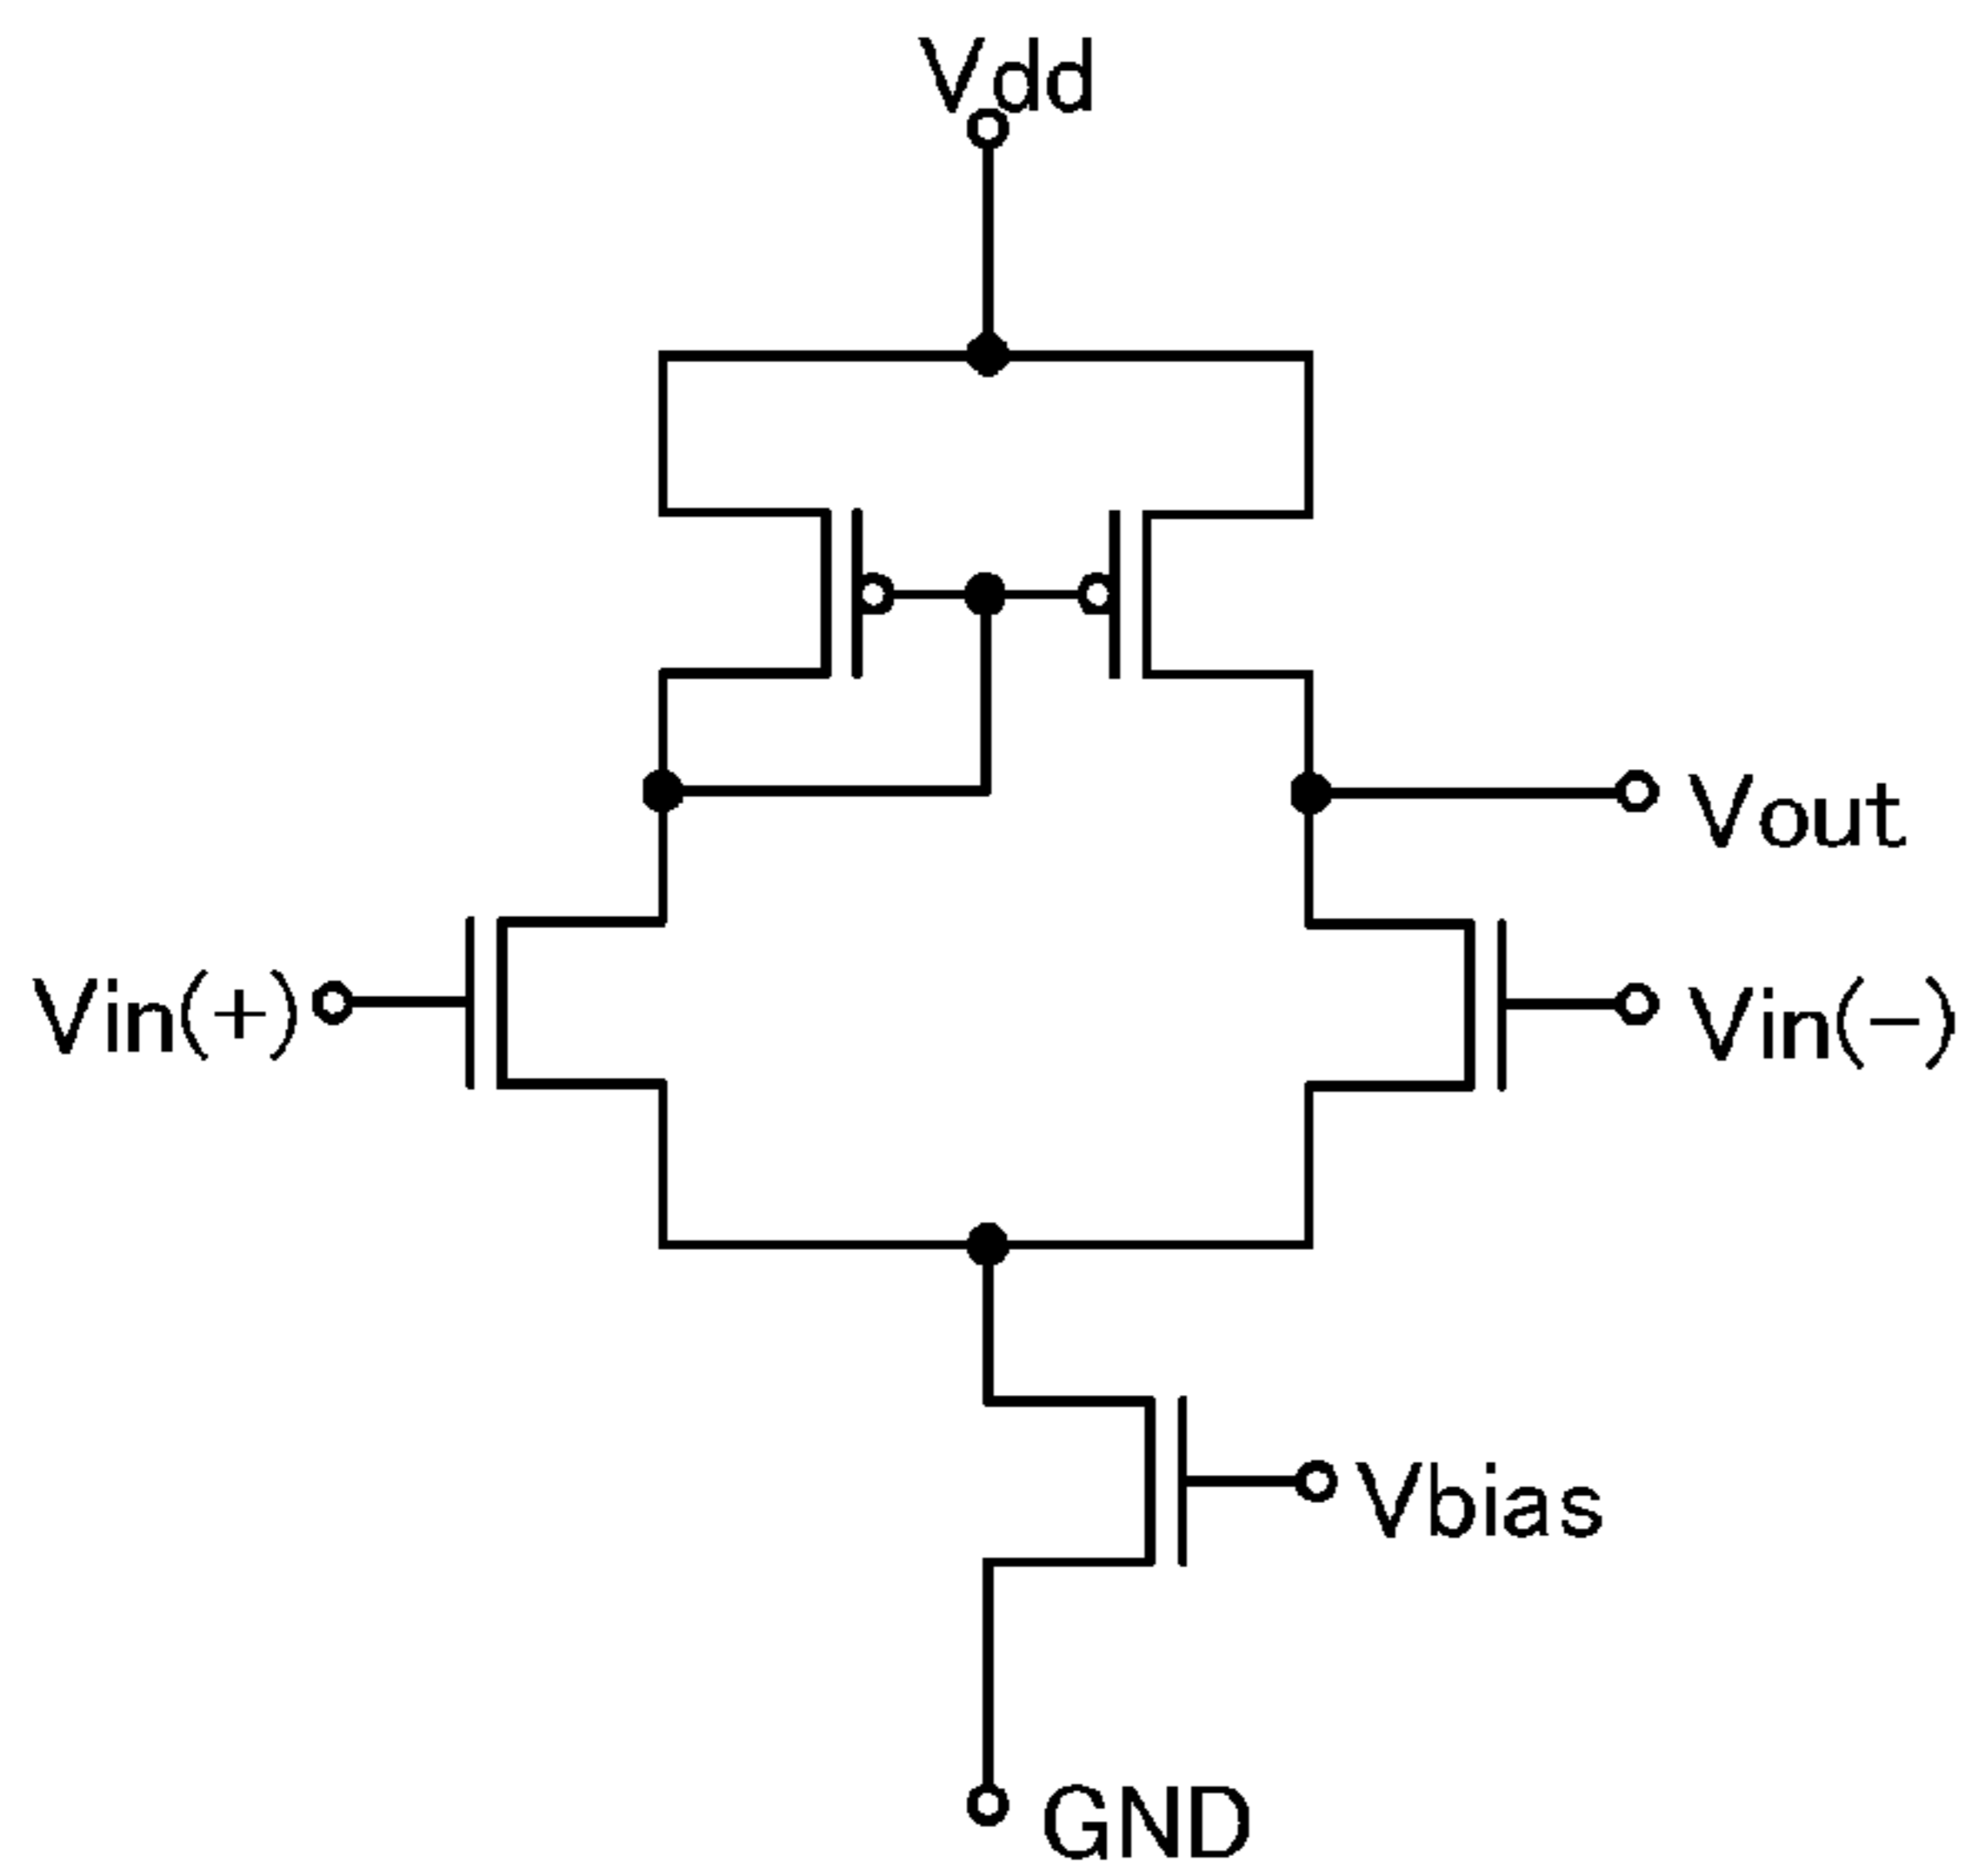 Vdd
Vout
Vin(+)
Vin(-)
Vbias
GND